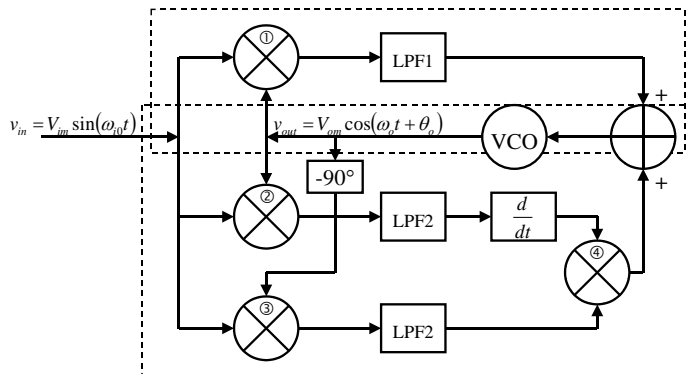 ①
LPF1
+
v_in = V_im sin(ω_i0 t)
v_out = V_om cos(ω_o t + θ_o)
VCO
-90°
+
②
LPF2
d/dt
④
③
LPF2